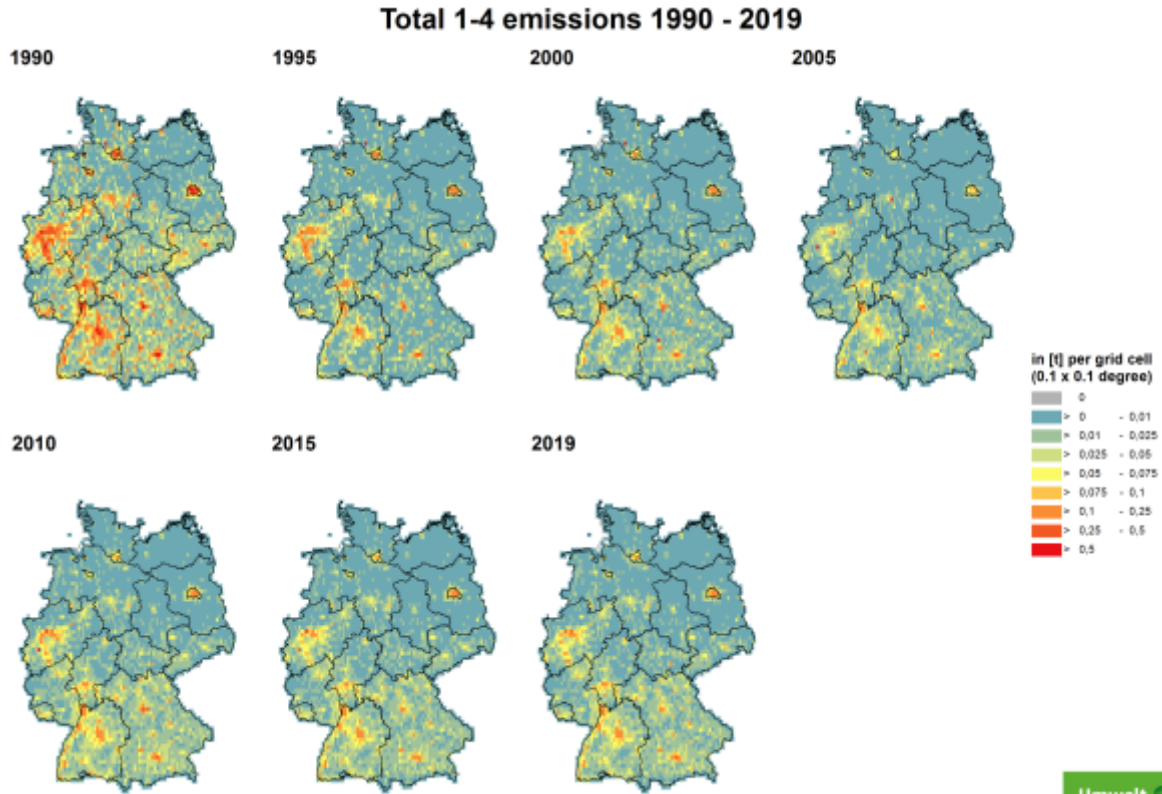 Total 1-4 emissions 1990 - 2019
1990
1995
2000
2005
in [t] per grid cell
(0.1 x 0.1 degree)
0
> 0 - 0,01
> 0,01 - 0,025
> 0,025 - 0,05
> 0,05 - 0,075
> 0,075 - 0,1
> 0,1 - 0,25
> 0,25 - 0,5
> 0,5
2010
2015
2019
Umwelt